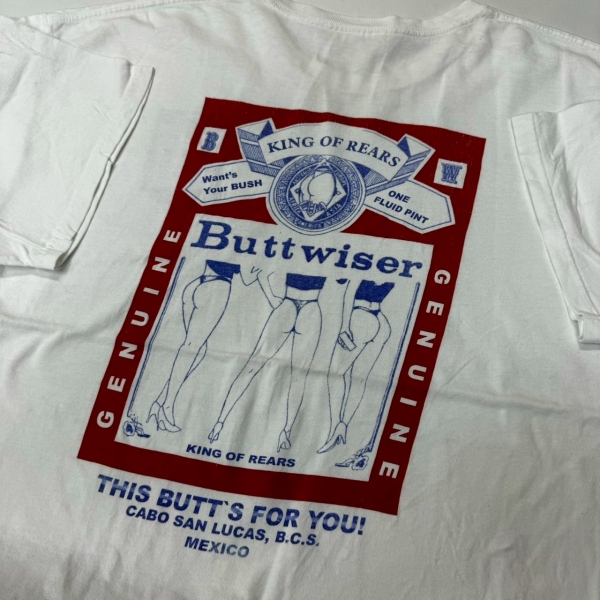 B
W
KING OF REARS
Want's
Your BUSH
ONE
FLUID PINT
Buttwiser
GENUINE
GENUINE
KING OF REARS
THIS BUTT`S FOR YOU!
CABO SAN LUCAS, B.C.S.
MEXICO